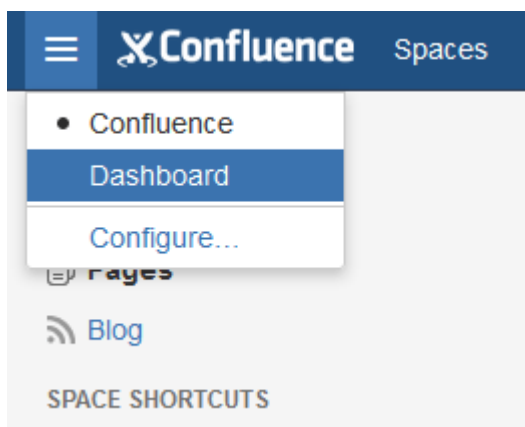 Confluence Spaces
Confluence
Dashboard
Configure...
Pages
Blog
SPACE SHORTCUTS